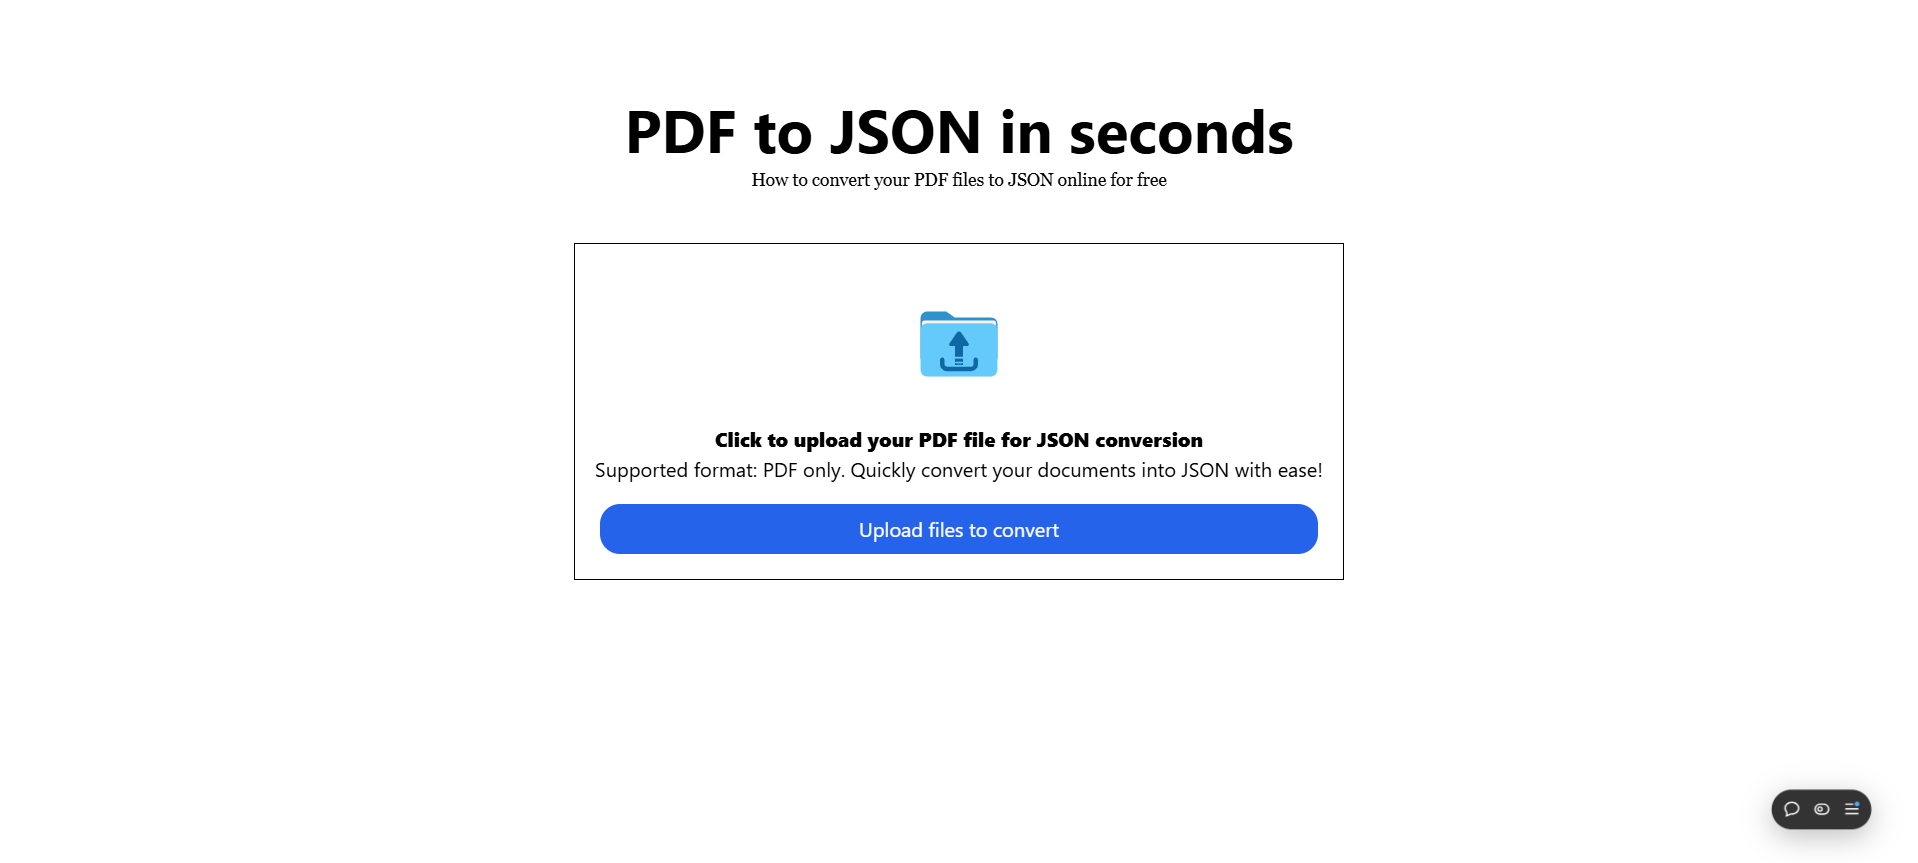 PDF to JSON in seconds
How to convert your PDF files to JSON online for free
Click to upload your PDF file for JSON conversion
Supported format: PDF only. Quickly convert your documents into JSON with ease!
Upload files to convert